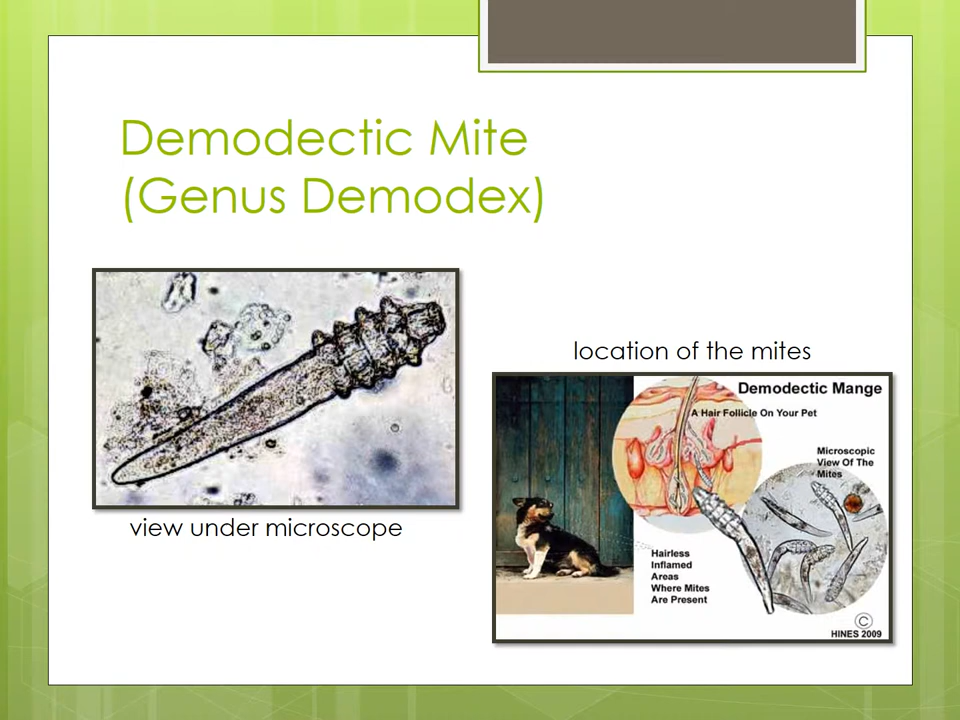 Demodectic Mite
(Genus Demodex)
view under microscope
location of the mites
Demodectic Mange
A Hair Follicle On Your Pet
Microscopic
View Of The
Mites
Hairless
Inflamed
Areas
Where Mites
Are Present
©
HINES 2009